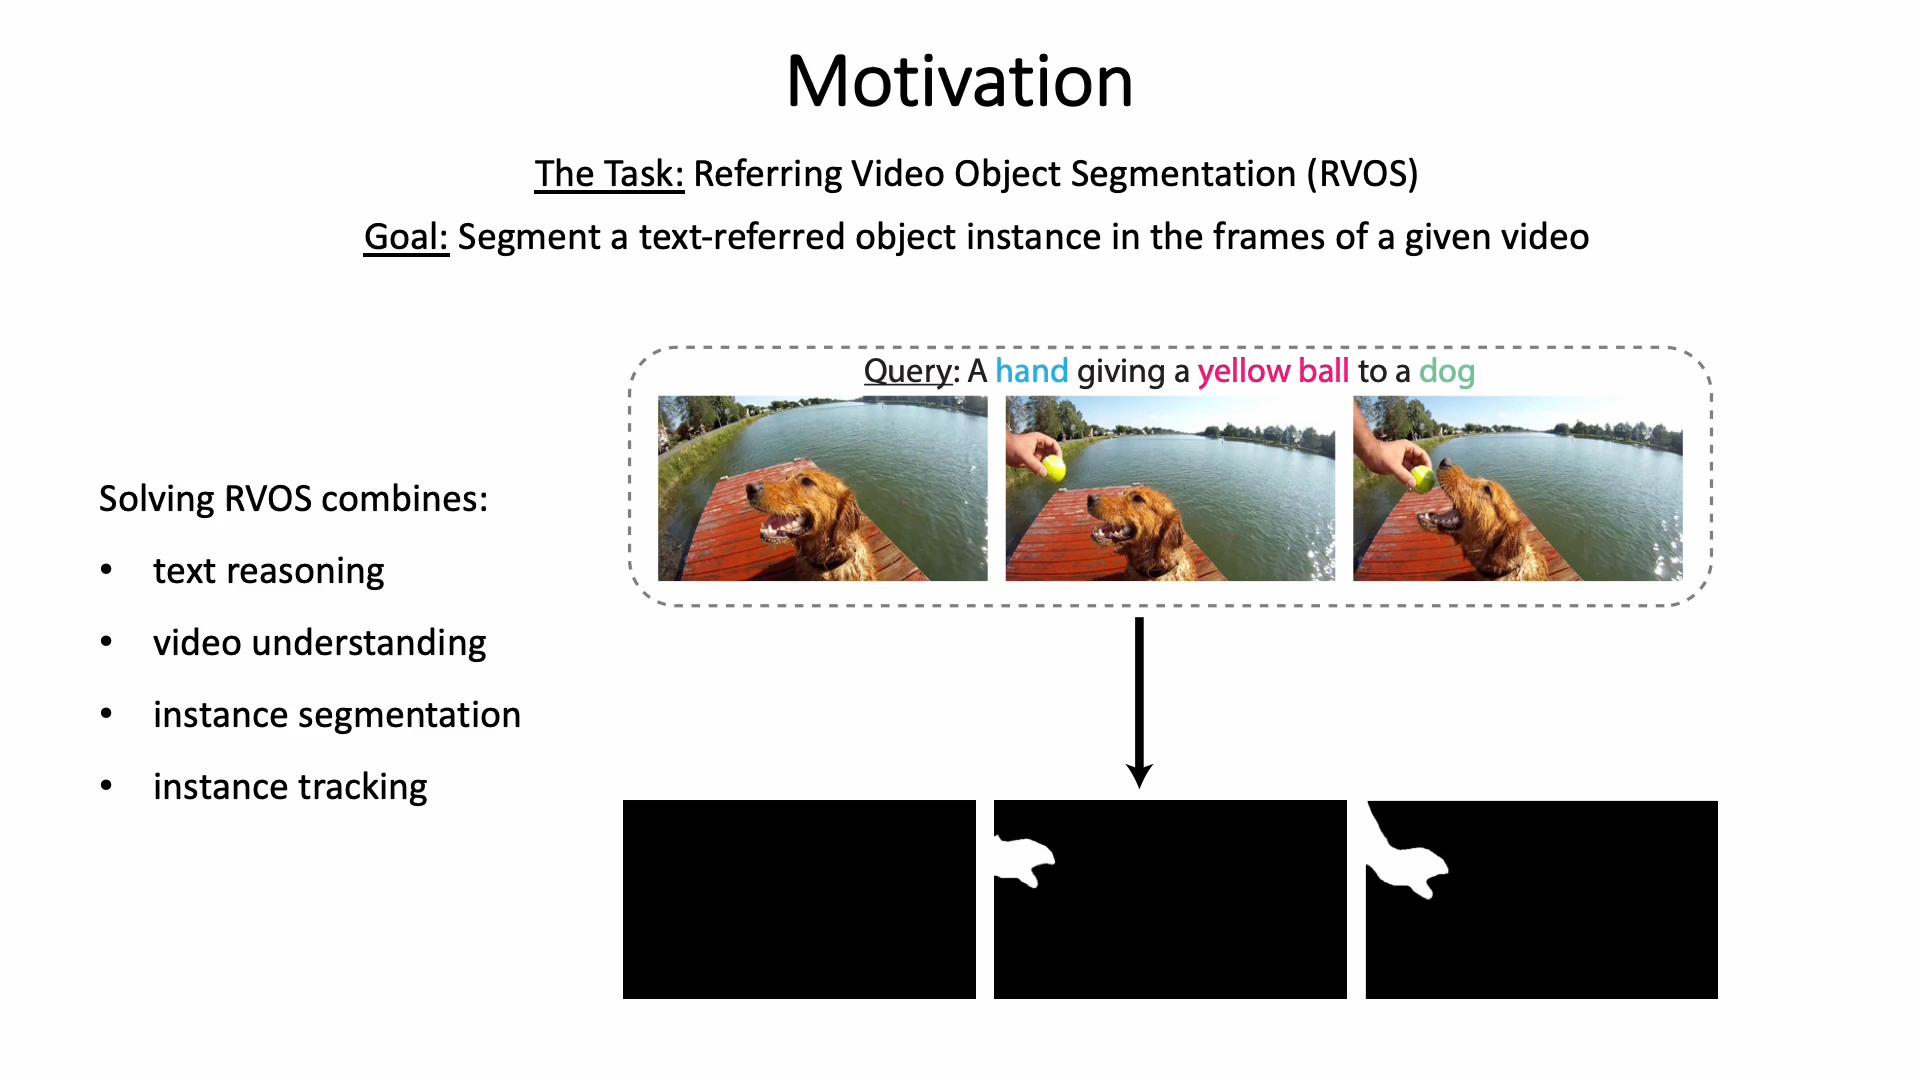 Motivation
The Task: Referring Video Object Segmentation (RVOS)
Goal: Segment a text-referred object instance in the frames of a given video
Query: A hand giving a yellow ball to a dog
Solving RVOS combines:
• text reasoning
• video understanding
• instance segmentation
• instance tracking